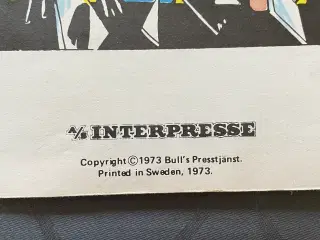 A/S INTERPRESSE
Copyright ©1973 Bull's Presstjänst.
Printed in Sweden, 1973.